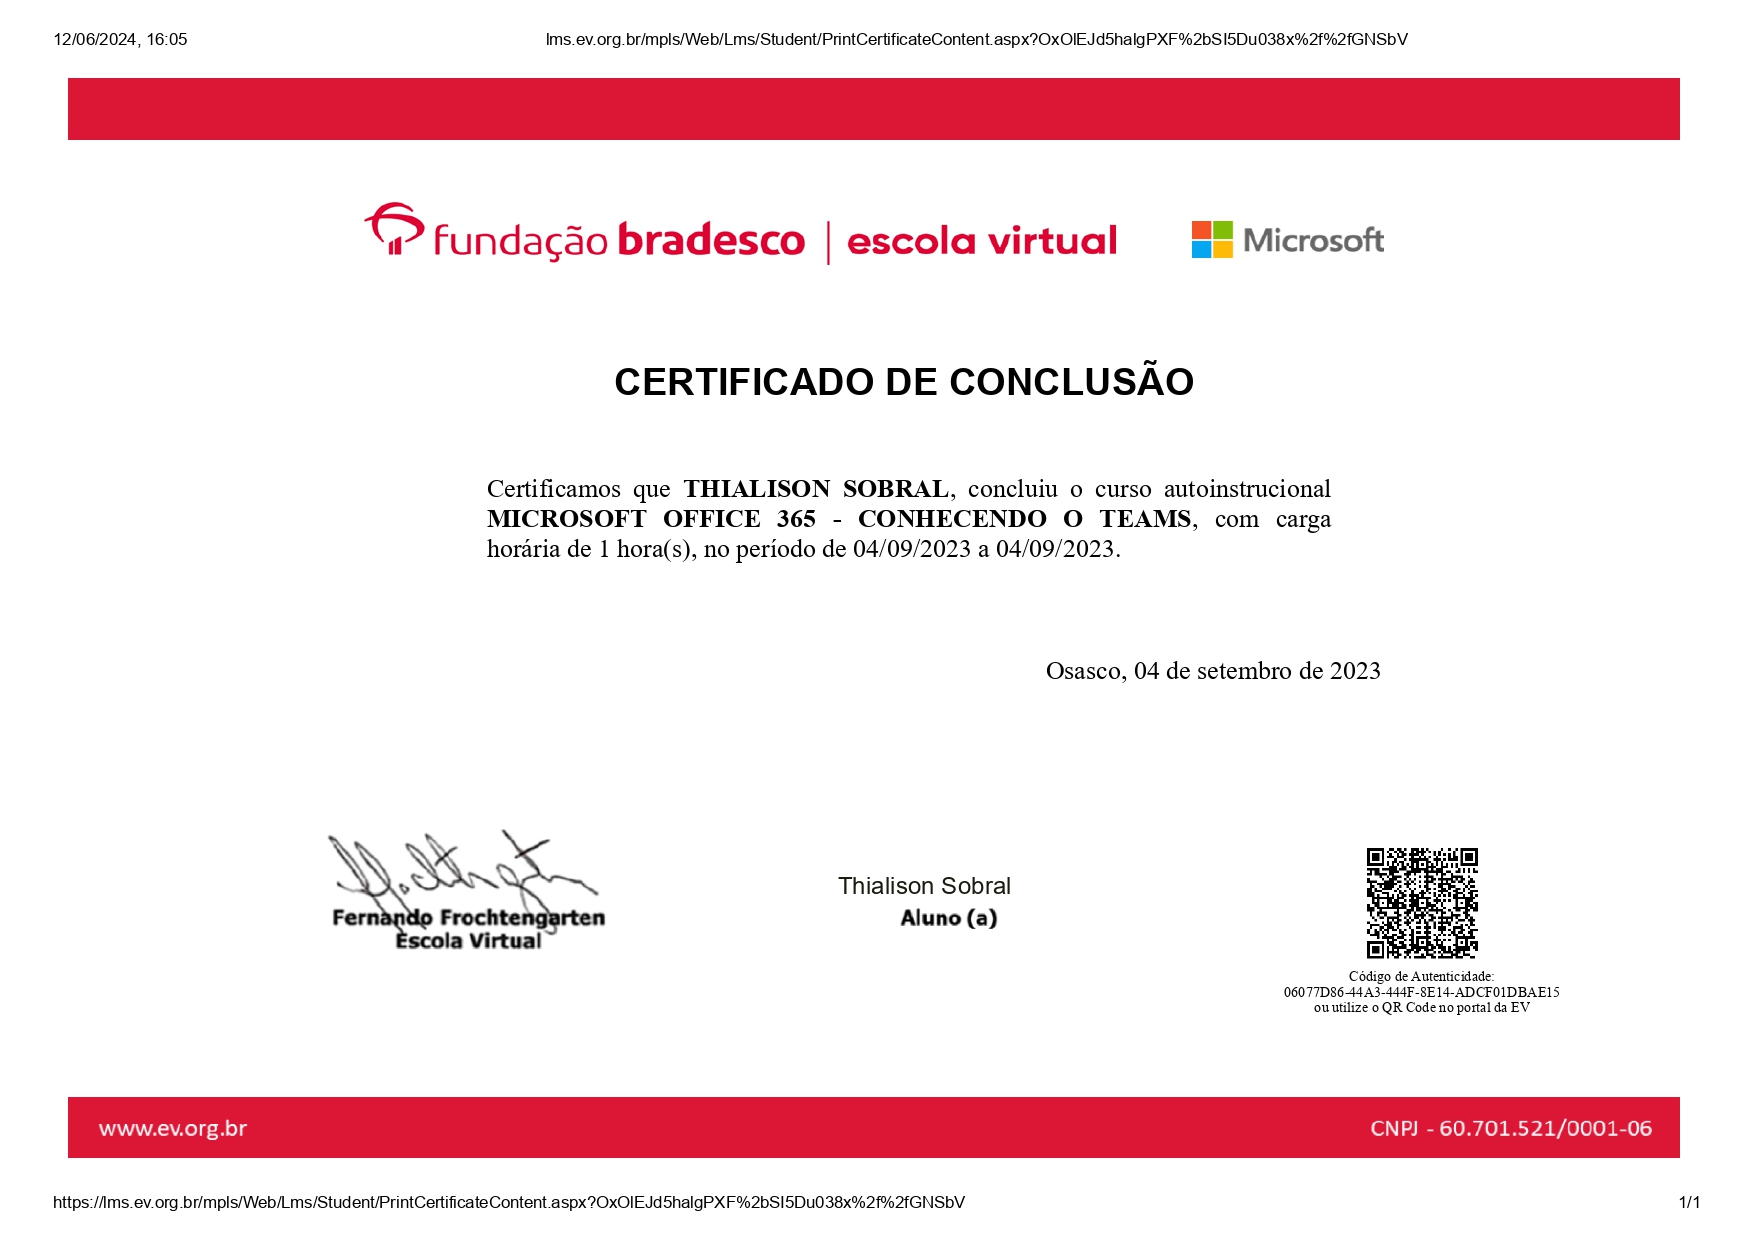 12/06/2024, 16:05
lms.ev.org.br/mpls/Web/Lms/Student/PrintCertificateContent.aspx?OxOlEJd5halgPXF%2bSI5Du038x%2f%2fGNSbV
fundação bradesco | escola virtual
Microsoft
CERTIFICADO DE CONCLUSÃO
Certificamos que THIALISON SOBRAL, concluiu o curso autoinstrucional
MICROSOFT OFFICE 365 - CONHECENDO O TEAMS, com carga
horária de 1 hora(s), no período de 04/09/2023 a 04/09/2023.
Osasco, 04 de setembro de 2023
Fernando Frochtengarten
Escola Virtual
Thialison Sobral
Aluno (a)
Código de Autenticidade:
06077D86-44A3-444F-8E14-ADCF01DBAE15
ou utilize o QR Code no portal da EV
www.ev.org.br
CNPJ - 60.701.521/0001-06
https://lms.ev.org.br/mpls/Web/Lms/Student/PrintCertificateContent.aspx?OxOlEJd5halgPXF%2bSI5Du038x%2f%2fGNSbV
1/1